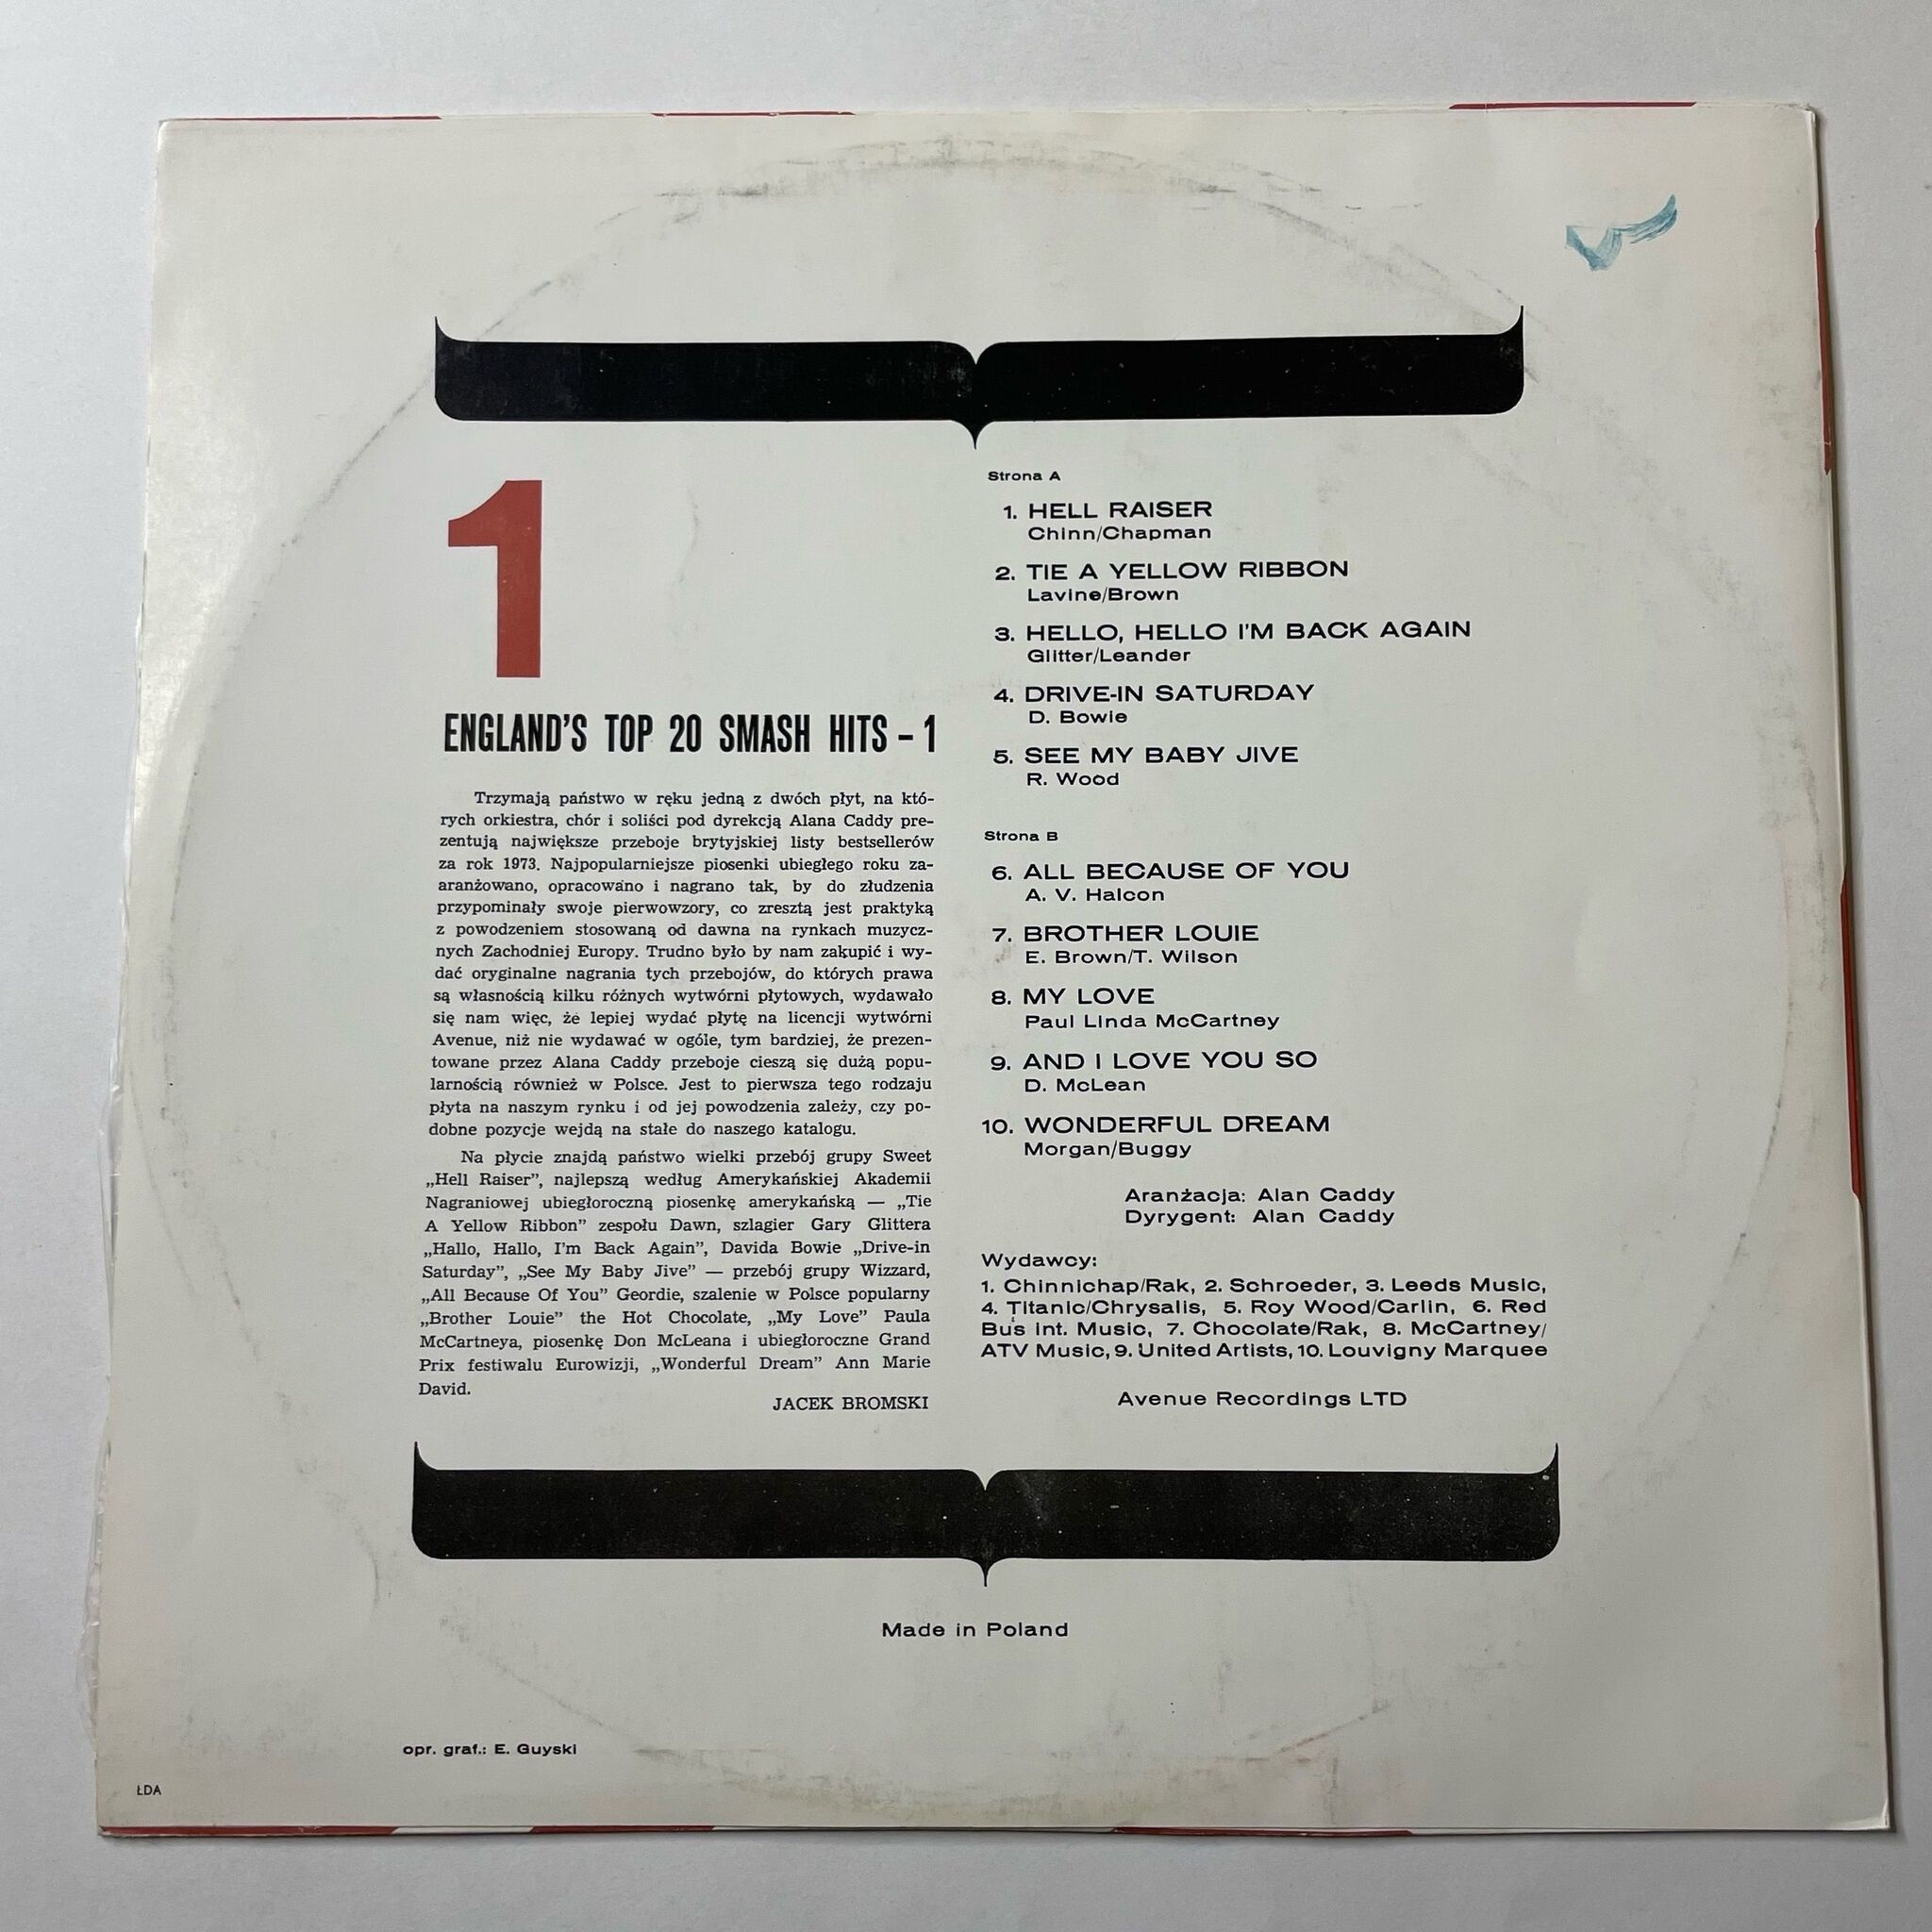 1
ENGLAND'S TOP 20 SMASH HITS – 1
Trzymają państwo w ręku jedną z dwóch płyt, na któ-
rych orkiestra, chór i soliści pod dyrekcją Alana Caddy pre-
zentują największe przeboje brytyjskiej listy bestsellerów
za rok 1973. Najpopularniejsze piosenki ubiegłego roku za-
aranżowano, opracowano i nagrano tak, by do złudzenia
przypominały swoje pierwowzory, co zresztą jest praktyką
z powodzeniem stosowaną od dawna na rynkach muzycz-
nych Zachodniej Europy. Trudno było by nam zakupić i wy-
dać oryginalne nagrania tych przebojów, do których prawa
są własnością kilku różnych wytwórni płytowych, wydawało
się nam więc, że lepiej wydać płytę na licencji wytwórni
Avenue, niż nie wydawać w ogóle, tym bardziej, że prezen-
towane przez Alana Caddy przeboje cieszą się dużą popu-
larnością również w Polsce. Jest to pierwsza tego rodzaju
płyta na naszym rynku i od jej powodzenia zależy, czy po-
dobne pozycje wejdą na stałe do naszego katalogu.
Na płycie znajdą państwo wielki przebój grupy Sweet
„Hell Raiser”, najlepszą według Amerykańskiej Akademii
Nagraniowej ubiegłoroczną piosenkę amerykańską — „Tie
A Yellow Ribbon” zespołu Dawn, szlagier Gary Glittera
„Hallo, Hallo, I'm Back Again”, Davida Bowie „Drive-in
Saturday”, „See My Baby Jive” — przebój grupy Wizzard,
„All Because Of You” Geordie, szalenie w Polsce popularny
„Brother Louie” the Hot Chocolate, „My Love” Paula
McCartneya, piosenkę Don McLeana i ubiegłoroczne Grand
Prix festiwalu Eurowizji, „Wonderful Dream” Ann Marie
David.
JACEK BROMSKI
Strona A
1. HELL RAISER
Chinn/Chapman
2. TIE A YELLOW RIBBON
Lavine/Brown
3. HELLO, HELLO I'M BACK AGAIN
Glitter/Leander
4. DRIVE-IN SATURDAY
D. Bowie
5. SEE MY BABY JIVE
R. Wood
Strona B
6. ALL BECAUSE OF YOU
A. V. Halcon
7. BROTHER LOUIE
E. Brown/T. Wilson
8. MY LOVE
Paul Linda McCartney
9. AND I LOVE YOU SO
D. McLean
10. WONDERFUL DREAM
Morgan/Buggy
Aranżacja: Alan Caddy
Dyrygent: Alan Caddy
Wydawcy:
1. Chinnichap/Rak, 2. Schroeder, 3. Leeds Music,
4. Titanic/Chrysalis, 5. Roy Wood/Carlin, 6. Red
Bus int. Music, 7. Chocolate/Rak, 8. McCartney/
ATV Music, 9. United Artists, 10. Louvigny Marquee
Avenue Recordings LTD
Made in Poland
opr. graf.: E. Guyski
ŁDA